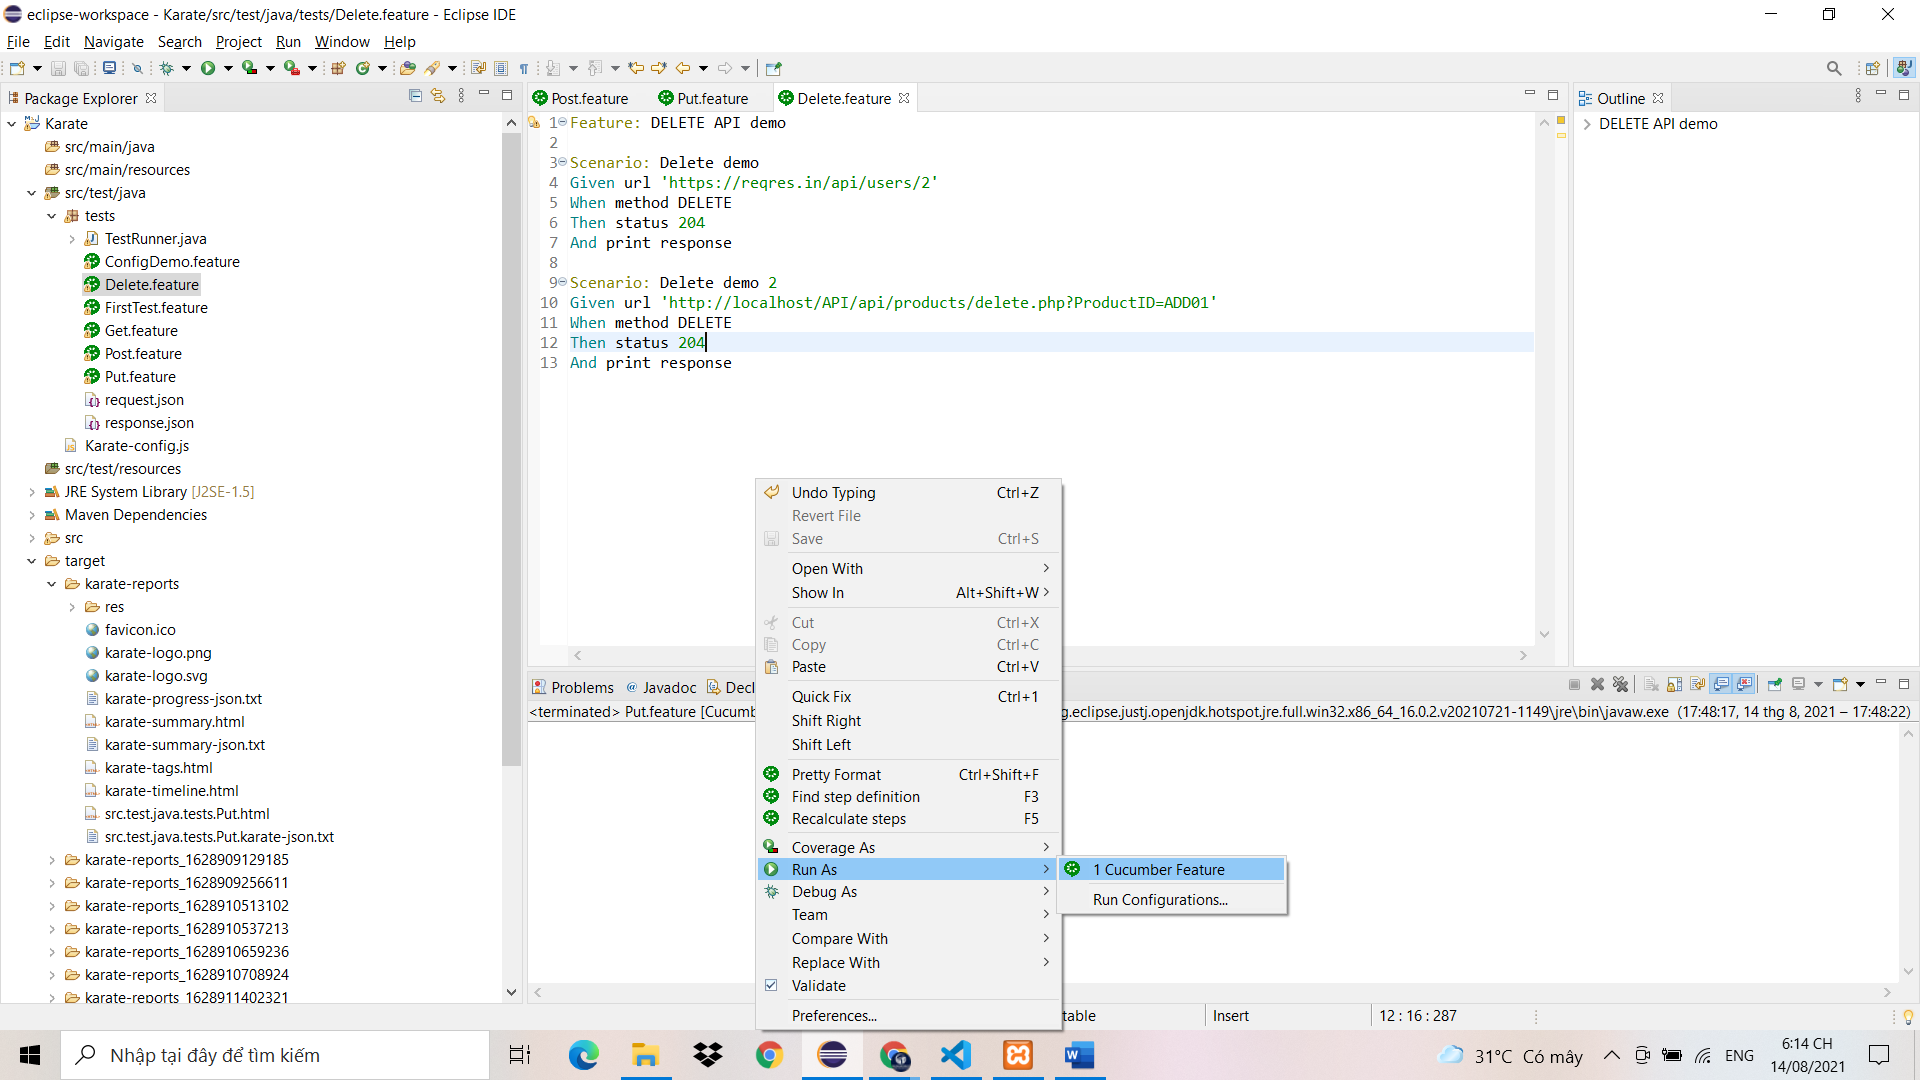 eclipse-workspace - Karate/src/test/java/tests/Delete.feature - Eclipse IDE
File Edit Navigate Search Project Run Window Help
Package Explorer
Karate
src/main/java
src/main/resources
src/test/java
tests
TestRunner.java
ConfigDemo.feature
Delete.feature
FirstTest.feature
Get.feature
Post.feature
Put.feature
request.json
response.json
Karate-config.js
src/test/resources
JRE System Library [J2SE-1.5]
Maven Dependencies
src
target
karate-reports
res
favicon.ico
karate-logo.png
karate-logo.svg
karate-progress-json.txt
karate-summary.html
karate-summary-json.txt
karate-tags.html
karate-timeline.html
src.test.java.tests.Put.html
src.test.java.tests.Put.karate-json.txt
karate-reports_1628909129185
karate-reports_1628909256611
karate-reports_1628910513102
karate-reports_1628910537213
karate-reports_1628910659236
karate-reports_1628910708924
karate-reports_1628911402321
Post.feature Put.feature Delete.feature
1 Feature: DELETE API demo
2
3 Scenario: Delete demo
4 Given url 'https://reqres.in/api/users/2'
5 When method DELETE
6 Then status 204
7 And print response
8
9 Scenario: Delete demo 2
10 Given url 'http://localhost/API/api/products/delete.php?ProductID=ADD01'
11 When method DELETE
12 Then status 204
13 And print response
Outline
DELETE API demo
Problems @ Javadoc Decl
<terminated> Put.feature [Cucumb g.eclipse.justj.openjdk.hotspot.jre.full.win32.x86_64_16.0.2.v20210721-1149\jre\bin\javaw.exe (17:48:17, 14 thg 8, 2021 – 17:48:22)
Undo Typing Ctrl+Z
Revert File
Save Ctrl+S
Open With
Show In Alt+Shift+W
Cut Ctrl+X
Copy Ctrl+C
Paste Ctrl+V
Quick Fix Ctrl+1
Shift Right
Shift Left
Pretty Format Ctrl+Shift+F
Find step definition F3
Recalculate steps F5
Coverage As
Run As
Debug As
Team
Compare With
Replace With
Validate
Preferences...
1 Cucumber Feature
Run Configurations...
table Insert 12 : 16 : 287
Nhập tại đây để tìm kiếm
31°C Có mây
ENG
6:14 CH
14/08/2021